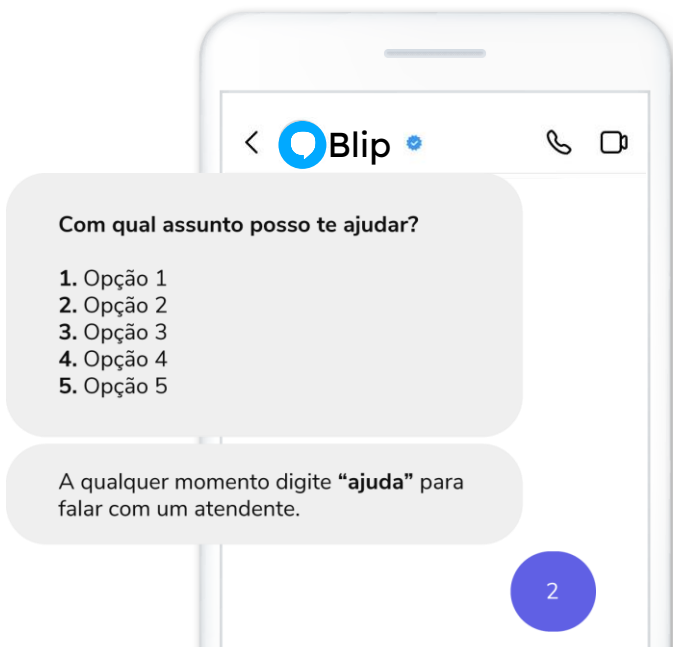 Blip
Com qual assunto posso te ajudar?
1. Opção 1
2. Opção 2
3. Opção 3
4. Opção 4
5. Opção 5
A qualquer momento digite “ajuda” para
falar com um atendente.
2